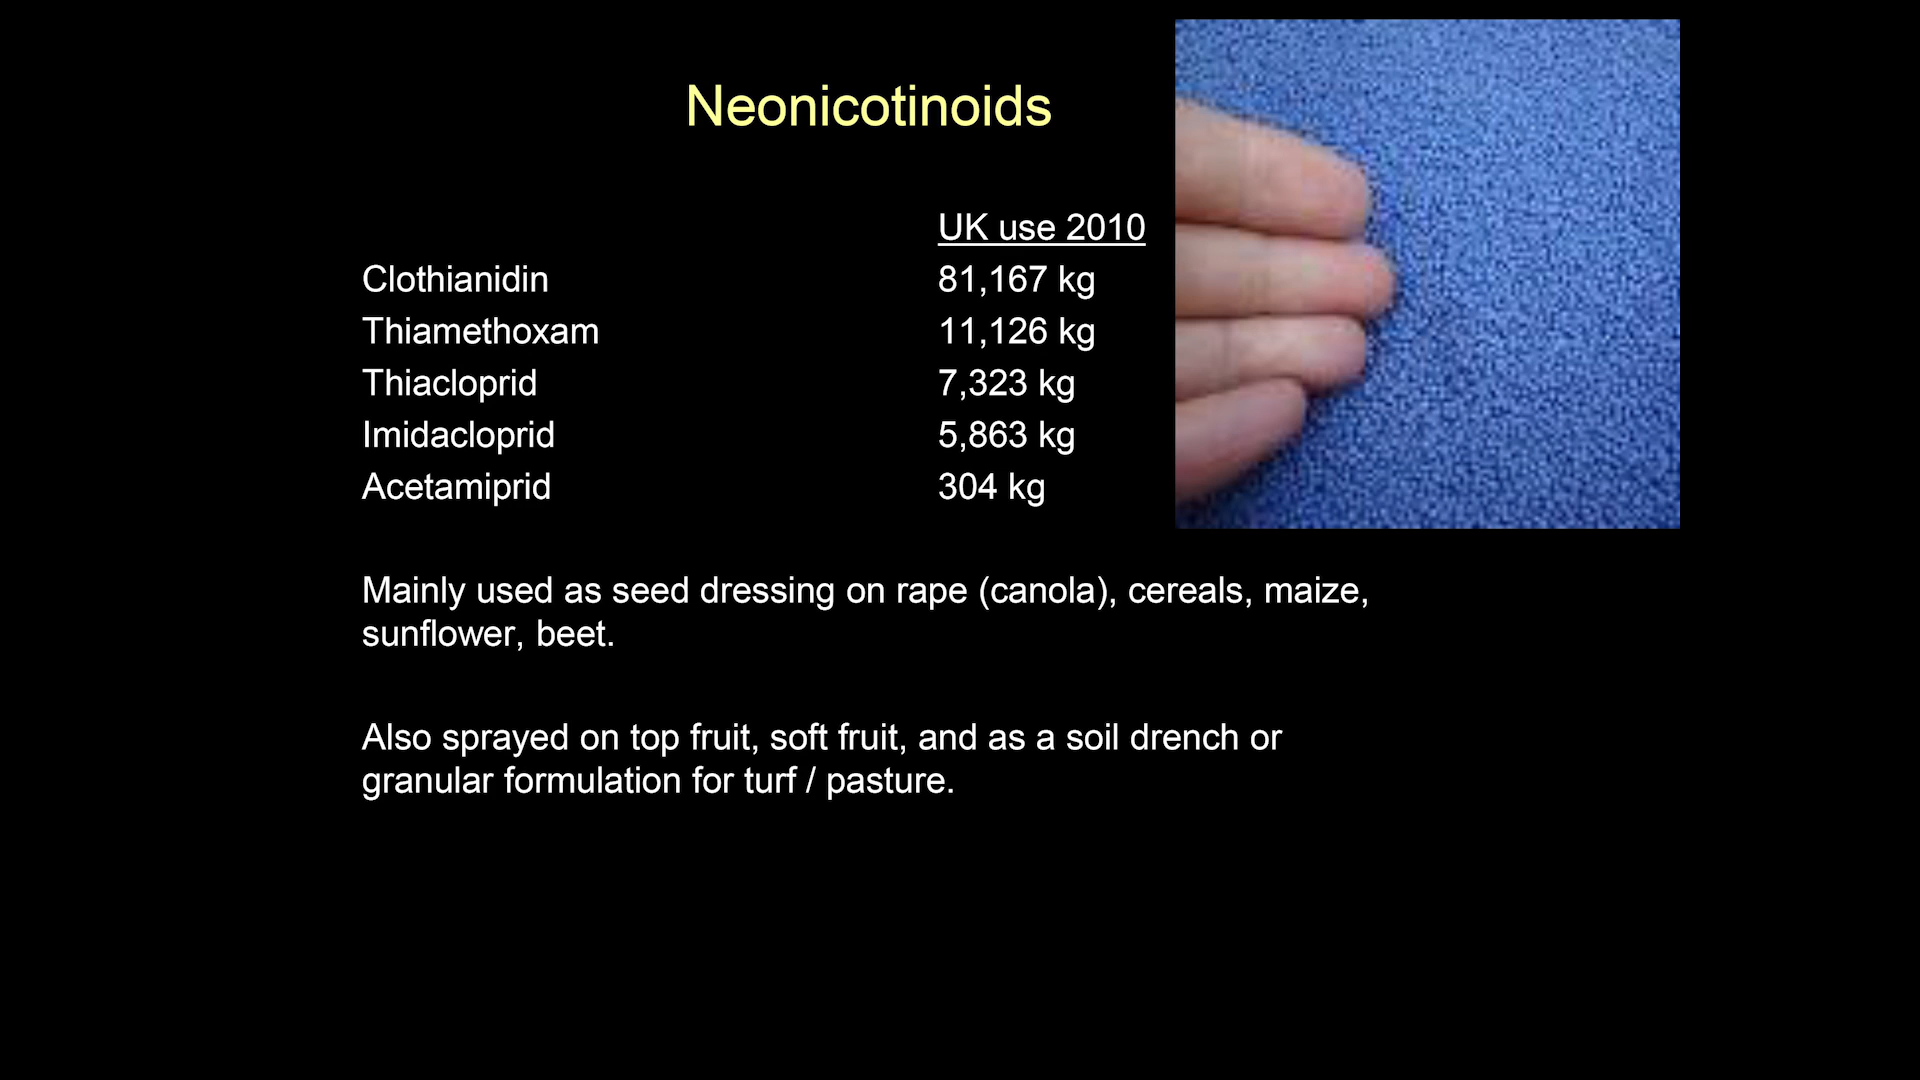 Neonicotinoids
UK use 2010
Clothianidin 81,167 kg
Thiamethoxam 11,126 kg
Thiacloprid 7,323 kg
Imidacloprid 5,863 kg
Acetamiprid 304 kg
Mainly used as seed dressing on rape (canola), cereals, maize,
sunflower, beet.
Also sprayed on top fruit, soft fruit, and as a soil drench or
granular formulation for turf / pasture.